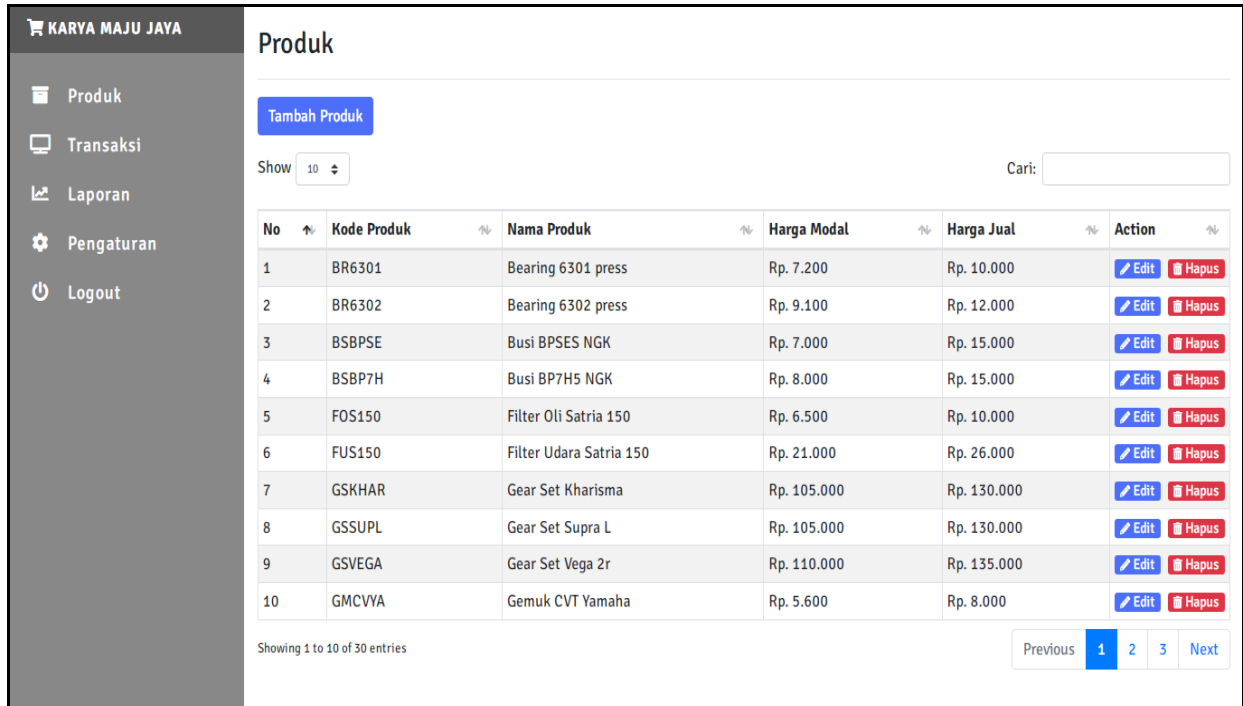 KARYA MAJU JAYA
Produk
Transaksi
Laporan
Pengaturan
Logout
Produk
Tambah Produk
Show 10
Cari:
No Kode Produk Nama Produk Harga Modal Harga Jual Action
1 BR6301 Bearing 6301 press Rp. 7.200 Rp. 10.000 Edit Hapus
2 BR6302 Bearing 6302 press Rp. 9.100 Rp. 12.000 Edit Hapus
3 BSBPSE Busi BPSES NGK Rp. 7.000 Rp. 15.000 Edit Hapus
4 BSBP7H Busi BP7H5 NGK Rp. 8.000 Rp. 15.000 Edit Hapus
5 FOS150 Filter Oli Satria 150 Rp. 6.500 Rp. 10.000 Edit Hapus
6 FUS150 Filter Udara Satria 150 Rp. 21.000 Rp. 26.000 Edit Hapus
7 GSKHAR Gear Set Kharisma Rp. 105.000 Rp. 130.000 Edit Hapus
8 GSSUPL Gear Set Supra L Rp. 105.000 Rp. 130.000 Edit Hapus
9 GSVEGA Gear Set Vega 2r Rp. 110.000 Rp. 135.000 Edit Hapus
10 GMCVYA Gemuk CVT Yamaha Rp. 5.600 Rp. 8.000 Edit Hapus
Showing 1 to 10 of 30 entries
Previous 1 2 3 Next